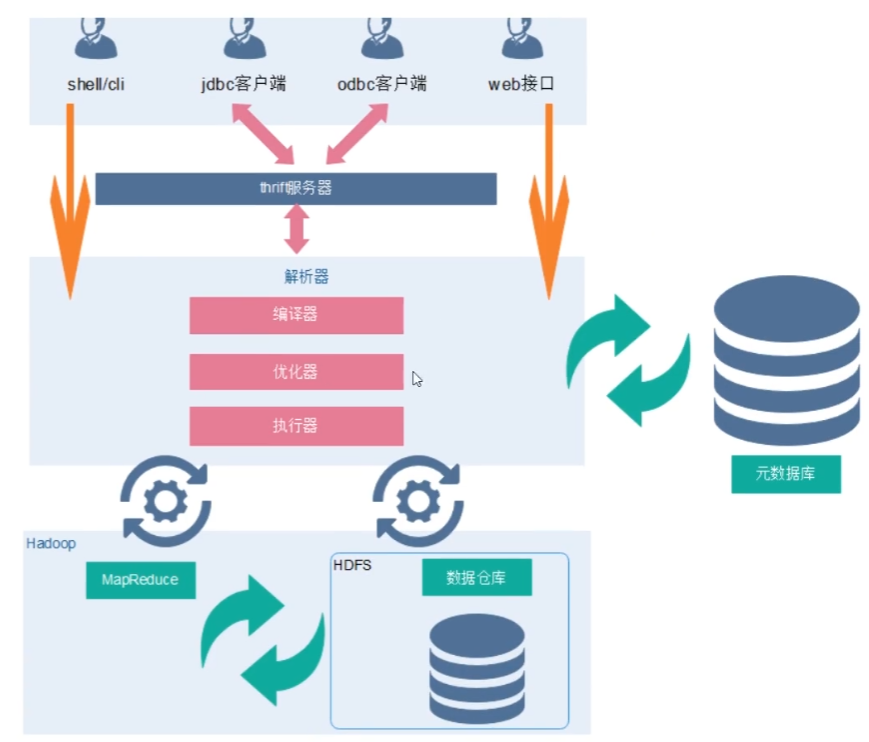 shell/cli
jdbc客户端
odbc客户端
web接口
thrift服务器
解析器
编译器
优化器
执行器
元数据库
Hadoop
MapReduce
HDFS
数据仓库